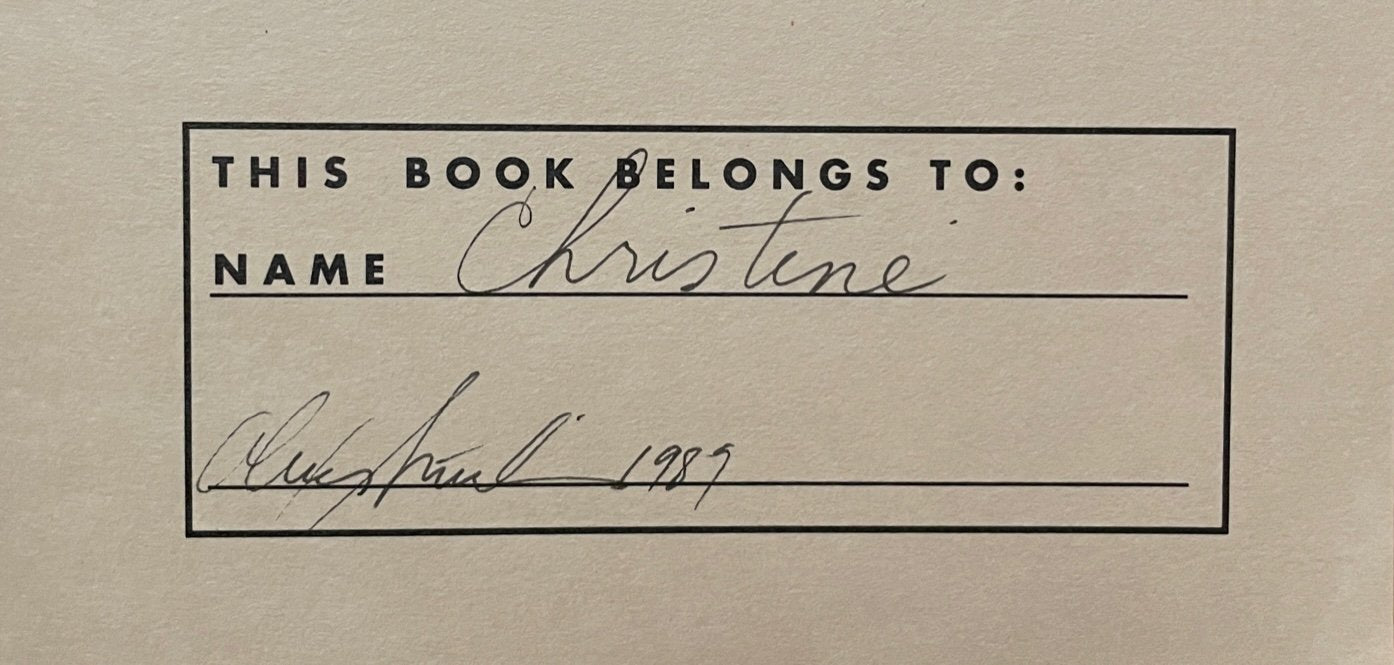 THIS BOOK BELONGS TO:
NAME Christine
1989